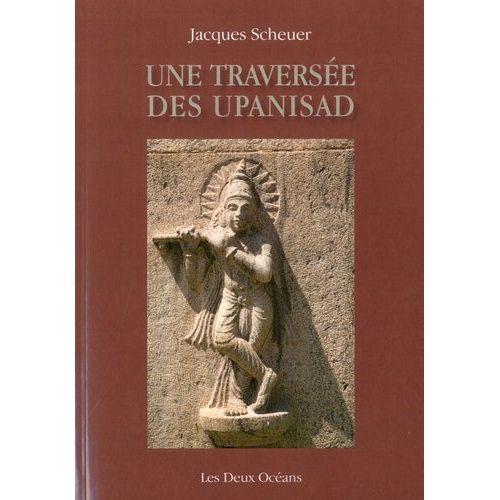 Jacques Scheuer
UNE TRAVERSÉE
DES UPANISAD
Les Deux Océans